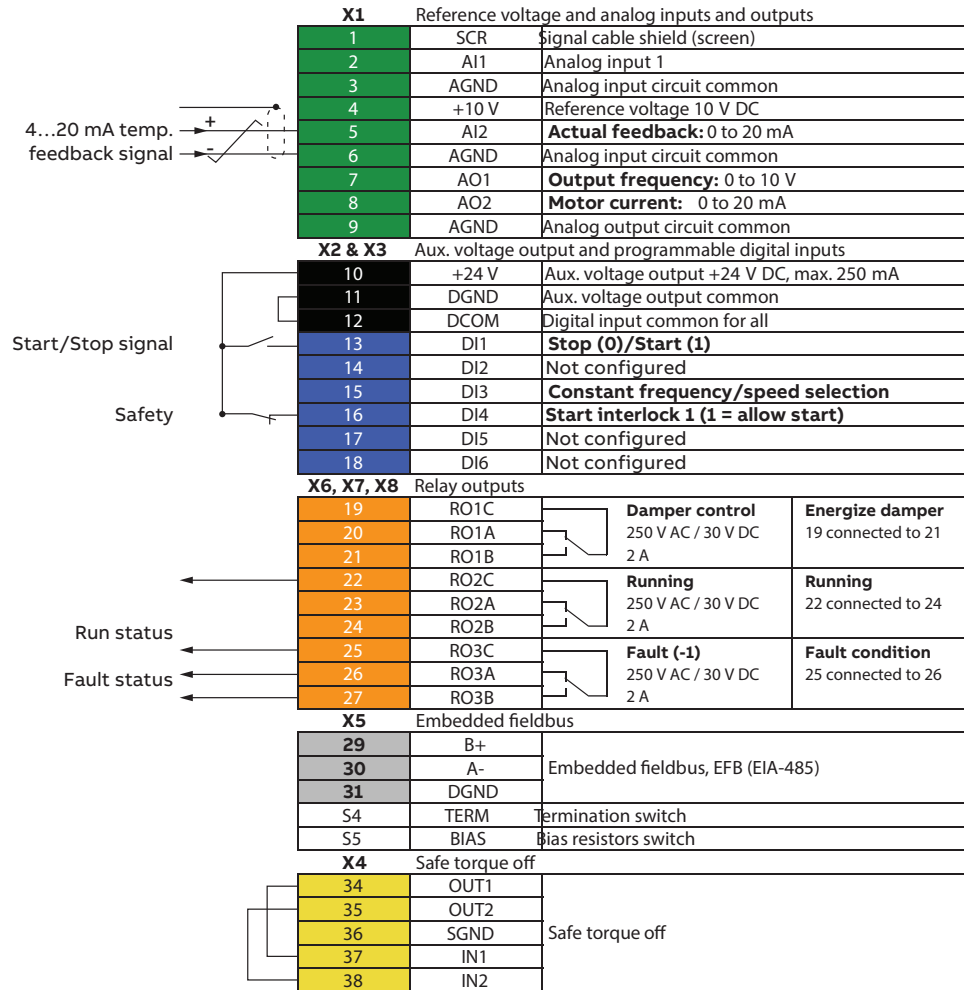 X1 Reference voltage and analog inputs and outputs
1 SCR Signal cable shield (screen)
2 AI1 Analog input 1
3 AGND Analog input circuit common
4 +10 V Reference voltage 10 V DC
4…20 mA temp. + 5 AI2 Actual feedback: 0 to 20 mA
feedback signal - 6 AGND Analog input circuit common
7 AO1 Output frequency: 0 to 10 V
8 AO2 Motor current: 0 to 20 mA
9 AGND Analog output circuit common
X2 & X3 Aux. voltage output and programmable digital inputs
10 +24 V Aux. voltage output +24 V DC, max. 250 mA
11 DGND Aux. voltage output common
12 DCOM Digital input common for all
Start/Stop signal 13 DI1 Stop (0)/Start (1)
14 DI2 Not configured
15 DI3 Constant frequency/speed selection
Safety 16 DI4 Start interlock 1 (1 = allow start)
17 DI5 Not configured
18 DI6 Not configured
X6, X7, X8 Relay outputs
19 RO1C Damper control Energize damper
20 RO1A 250 V AC / 30 V DC 19 connected to 21
21 RO1B 2 A
22 RO2C Running Running
23 RO2A 250 V AC / 30 V DC 22 connected to 24
24 RO2B 2 A
Run status
25 RO3C Fault (-1) Fault condition
Fault status 26 RO3A 250 V AC / 30 V DC 25 connected to 26
27 RO3B 2 A
X5 Embedded fieldbus
29 B+
30 A- Embedded fieldbus, EFB (EIA-485)
31 DGND
S4 TERM Termination switch
S5 BIAS Bias resistors switch
X4 Safe torque off
34 OUT1
35 OUT2
36 SGND Safe torque off
37 IN1
38 IN2